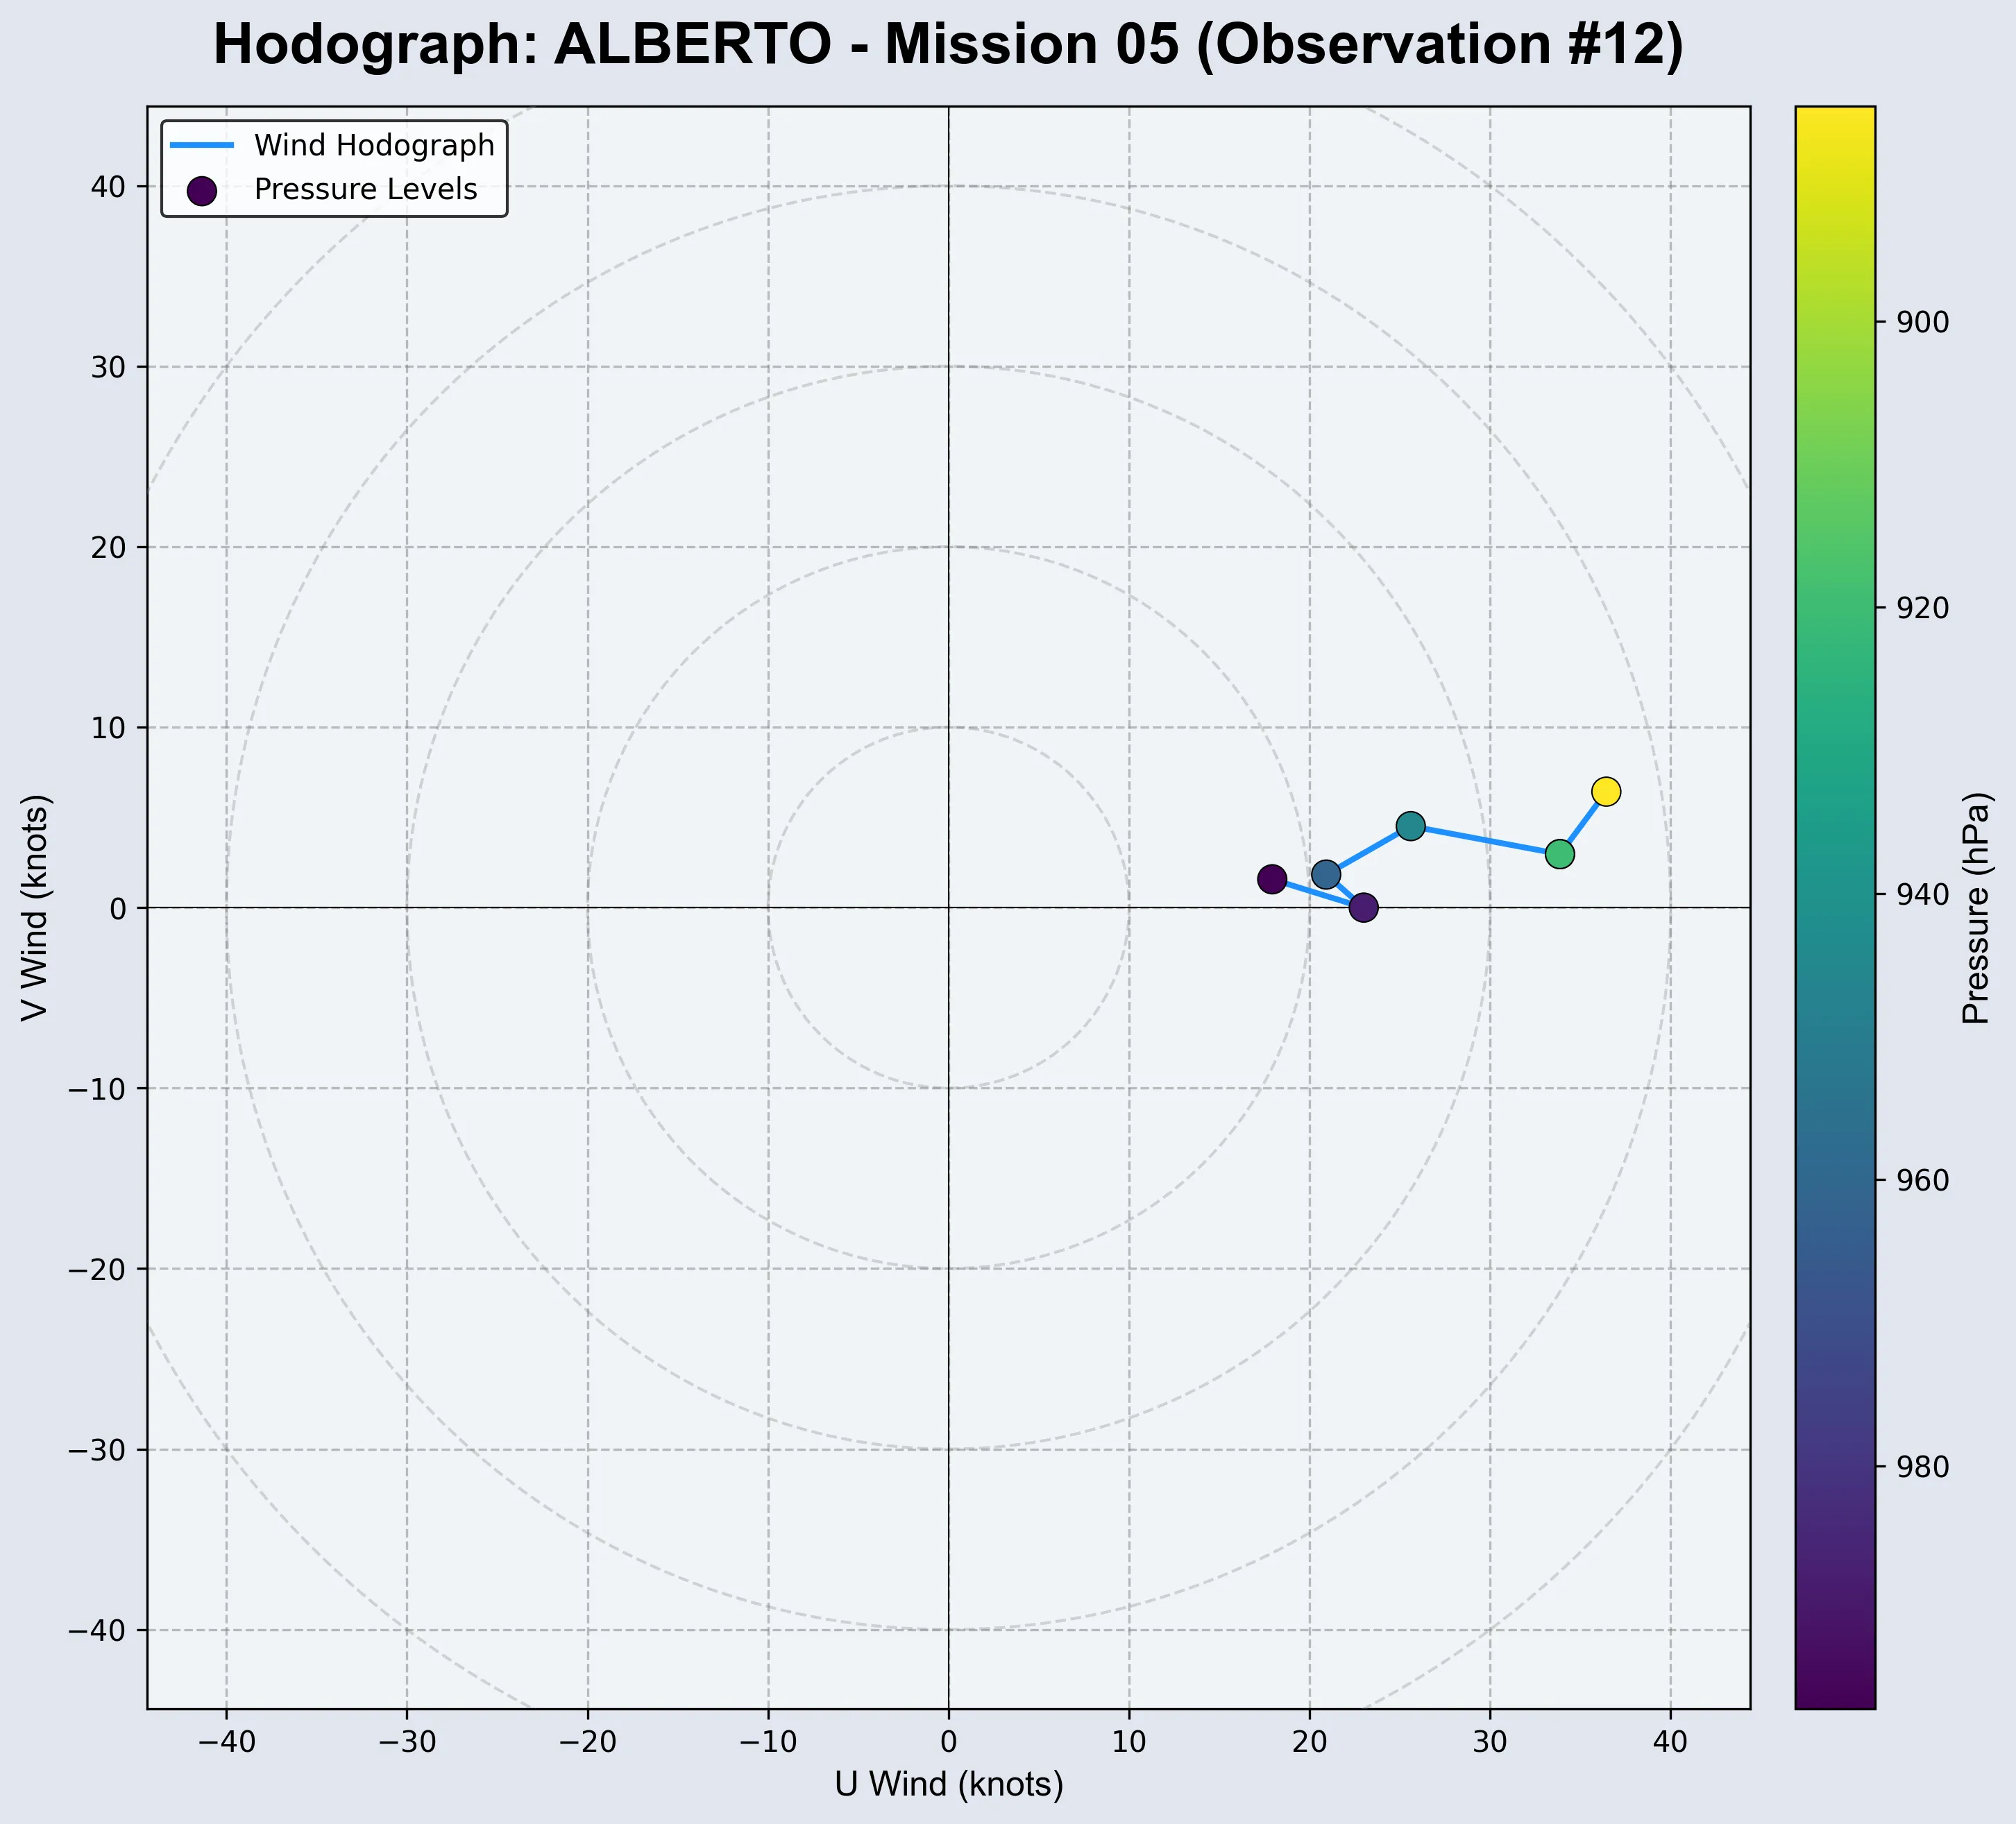 Hodograph: ALBERTO - Mission 05 (Observation #12)
Wind Hodograph
Pressure Levels
V Wind (knots)
40
30
20
10
0
−10
−20
−30
−40
−40 −30 −20 −10 0 10 20 30 40
U Wind (knots)
900
920
940
960
980
Pressure (hPa)